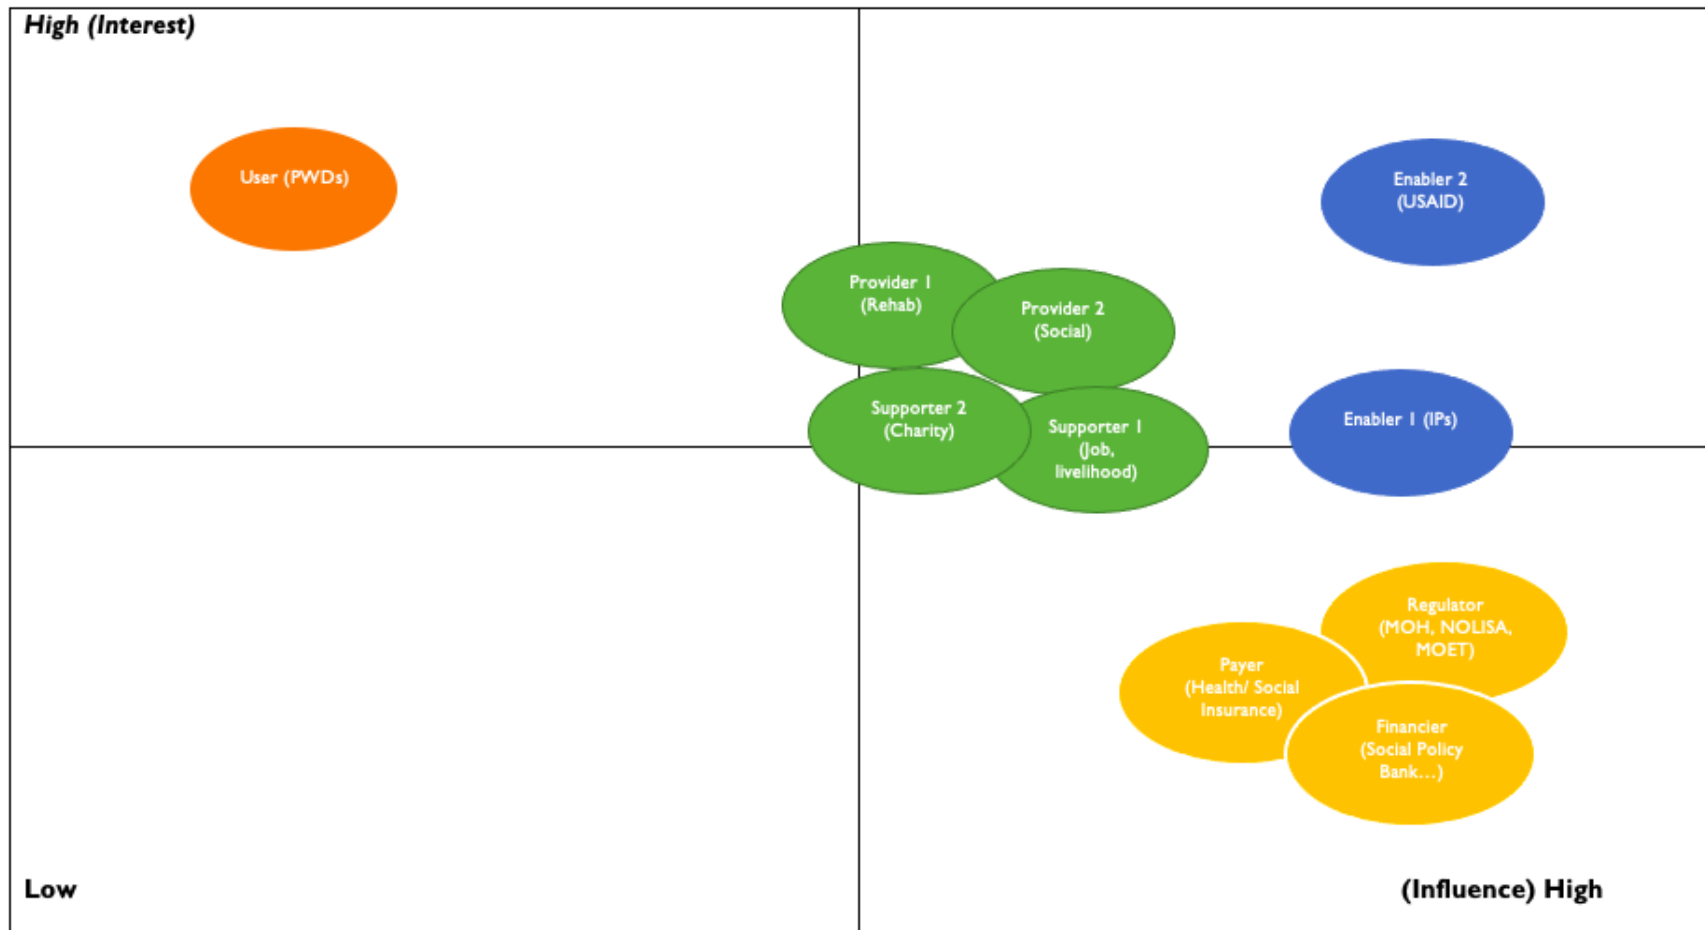 High (Interest)
User (PWDs)
Enabler 2
(USAID)
Provider 1
(Rehab)
Provider 2
(Social)
Supporter 2
(Charity)
Supporter 1
(Job,
livelihood)
Enabler 1 (IPs)
Regulator
(MOH, NOLISA,
MOET)
Payer
(Health/ Social
Insurance)
Financier
(Social Policy
Bank...)
Low
(Influence) High